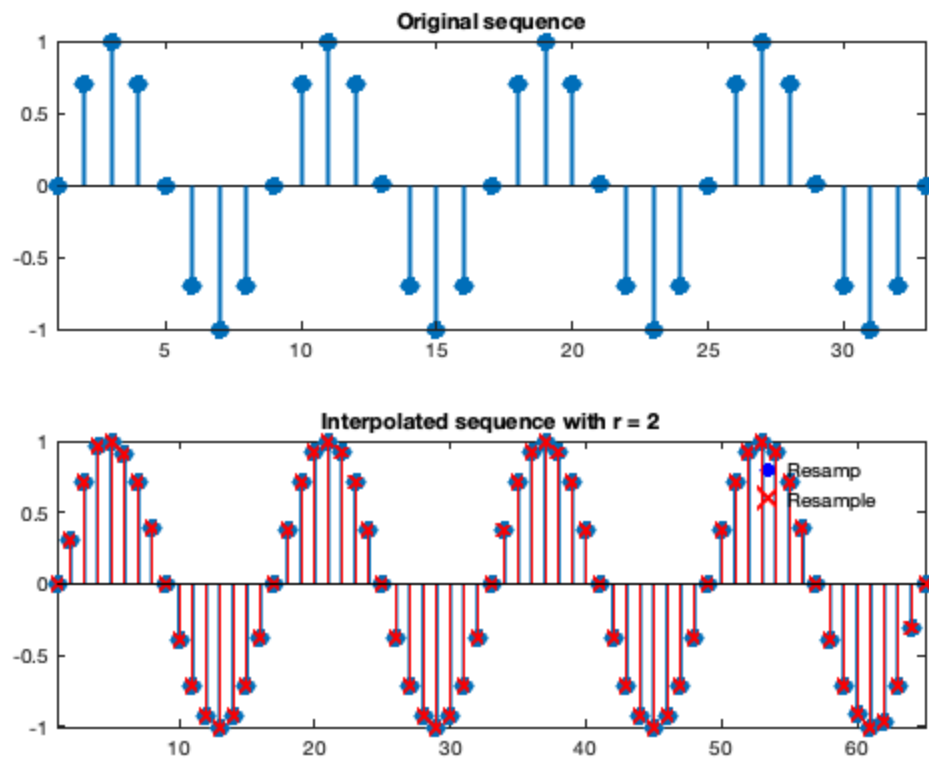 Original sequence
1
0.5
0
-0.5
-1
5 10 15 20 25 30
Interpolated sequence with r = 2
1
Resamp
Resample
0.5
0
-0.5
-1
10 20 30 40 50 60